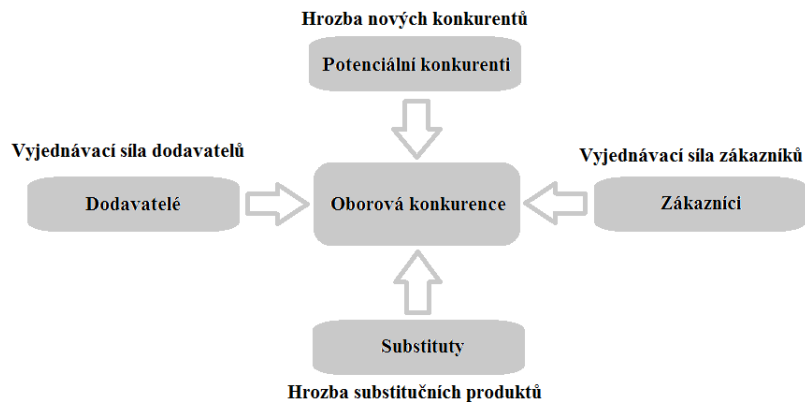 Hrozba nových konkurentů
Potenciální konkurenti
Vyjednávací síla dodavatelů
Vyjednávací síla zákazníků
Dodavatelé
Oborová konkurence
Zákazníci
Substituty
Hrozba substitučních produktů